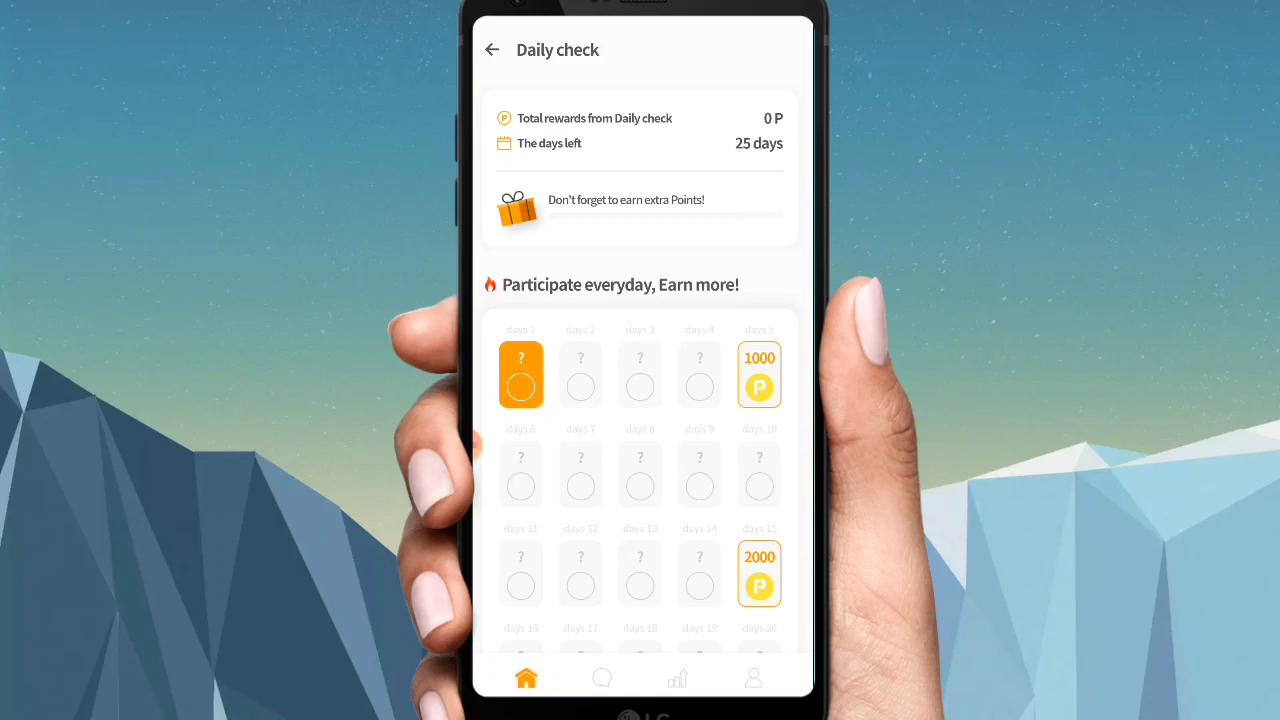 Daily check
Total rewards from Daily check 0 P
The days left 25 days
Don't forget to earn extra Points!
Participate everyday, Earn more!
days 1 days 2 days 3 days 4 days 5
? ? ? ? 1000
P
days 6 days 7 days 8 days 9 days 10
? ? ? ? ?
days 11 days 12 days 13 days 14 days 15
? ? ? ? 2000
P
days 16 days 17 days 18 days 19 days 20
LG